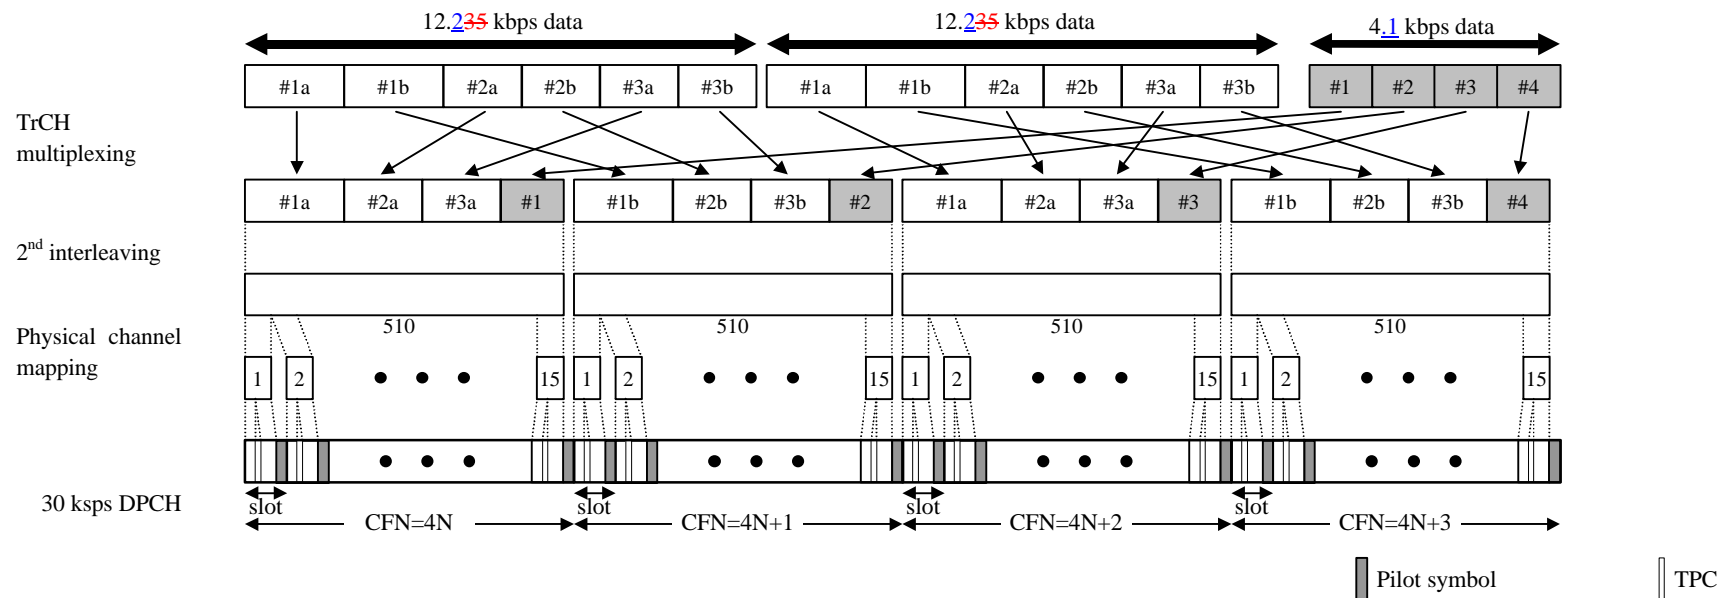 12.235 kbps data 12.235 kbps data 4.1 kbps data
#1a #1b #2a #2b #3a #3b #1a #1b #2a #2b #3a #3b #1 #2 #3 #4
TrCH
multiplexing
#1a #2a #3a #1 #1b #2b #3b #2 #1a #2a #3a #3 #1b #2b #3b #4
2nd interleaving
510 510 510 510
Physical channel
mapping
1 2 15 1 2 15 1 2 15 1 2 15
30 ksps DPCH
slot slot slot slot
CFN=4N CFN=4N+1 CFN=4N+2 CFN=4N+3
Pilot symbol TPC